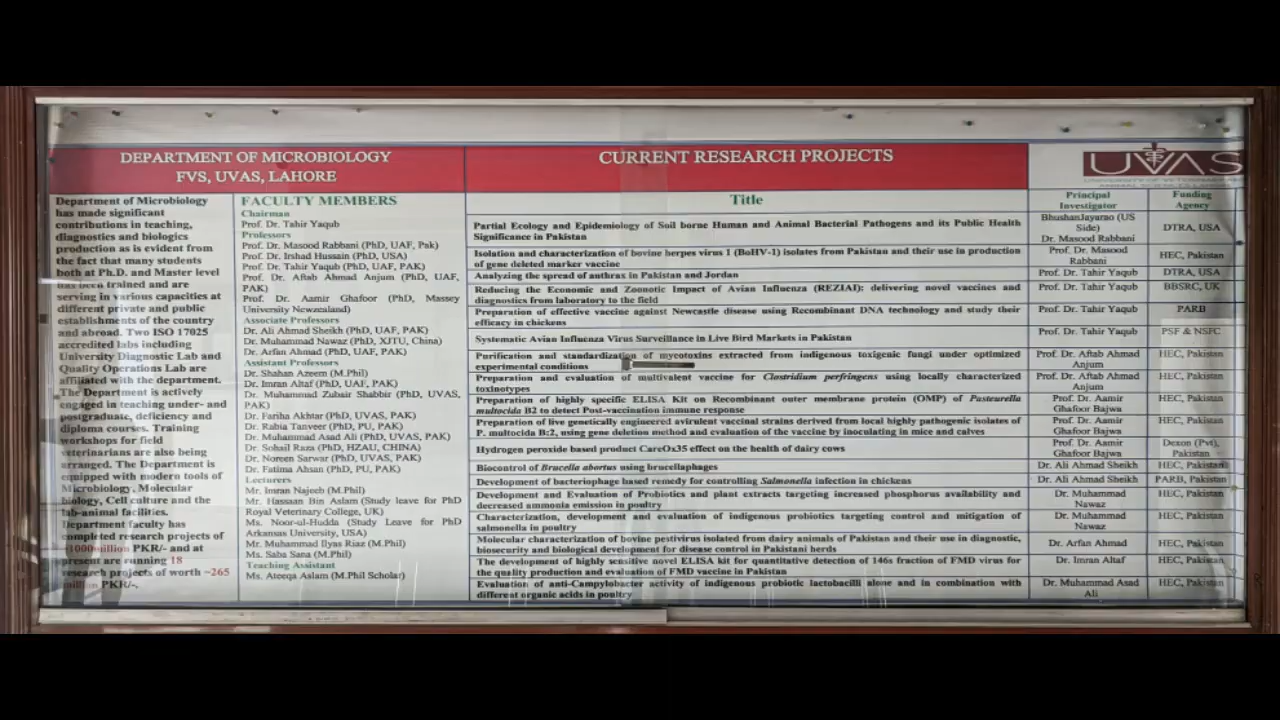 DEPARTMENT OF MICROBIOLOGY
FVS, UVAS, LAHORE
Department of Microbiology
has made significant
contributions in teaching,
diagnostics and biologics
production as is evident from
the fact that many students
both at Ph.D. and Master level
has been trained and are
serving in various capacities at
different private and public
establishments of the country
and abroad. Two ISO 17025
accredited labs including
University Diagnostic Lab and
Quality Operations Lab are
affiliated with the department.
The Department is actively
engaged in teaching under- and
postgraduate, deficiency and
diploma courses. Training
workshops for field
veterinarians are also being
arranged. The Department is
equipped with modern tools of
Microbiology, Molecular
biology, Cell culture and the
lab-animal facilities.
Department faculty has
completed research projects of
~1000million PKR/- and at
present are running 18
research projects of worth ~265
million PKR/-.
FACULTY MEMBERS
Chairman
Prof. Dr. Tahir Yaqub
Professors
Prof. Dr. Masood Rabbani (PhD, UAF, Pak)
Prof. Dr. Irshad Hussain (PhD, USA)
Prof. Dr. Tahir Yaqub (PhD, UAF, PAK)
Prof. Dr. Aftab Ahmad Anjum (PhD, UAF,
PAK)
Prof. Dr. Aamir Ghafoor (PhD, Massey
University Newzealand)
Associate Professors
Dr. Ali Ahmad Sheikh (PhD, UAF, PAK)
Dr. Muhammad Nawaz (PhD, XJTU, China)
Dr. Arfan Ahmad (PhD, UAF, PAK)
Assistant Professors
Dr. Shahan Azeem (M.Phil)
Dr. Imran Altaf (PhD, UAF, PAK)
Dr. Muhammad Zubair Shabbir (PhD, UVAS,
PAK)
Dr. Fariba Akhtar (PhD, UVAS, PAK)
Dr. Rabia Tanveer (PhD, PU, PAK)
Dr. Muhammad Asad Ali (PhD, UVAS, PAK)
Dr. Sohail Raza (PhD, HZAU, CHINA)
Dr. Noreen Sarwar (PhD, UVAS, PAK)
Dr. Fatima Ahsan (PhD, PU, PAK)
Lecturers
Mr. Imran Najeeb (M.Phil)
Mr. Hassaan Bin Aslam (Study leave for PhD
Royal Veterinary College, UK)
Ms. Noor-ul-Hudda (Study Leave for PhD
Arkansas University, USA)
Mr. Muhammad Ilyas Riaz (M.Phil)
Ms. Saba Sana (M.Phil)
Teaching Assistant
Ms. Ateeqa Aslam (M.Phil Scholar)
CURRENT RESEARCH PROJECTS
UVAS
Title
Principal
Investigator
Funding
Agency
Partial Ecology and Epidemiology of Soil borne Human and Animal Bacterial Pathogens and its Public Health
Significance in Pakistan
BhushanJayarao (US
Side)
Dr. Masood Rabbani
DTRA, USA
Isolation and characterization of bovine herpes virus 1 (BoHV-1) isolates from Pakistan and their use in production
of gene deleted marker vaccine
Prof. Dr. Masood
Rabbani
HEC, Pakistan
Analyzing the spread of anthrax in Pakistan and Jordan
Prof. Dr. Tahir Yaqub
DTRA, USA
Reducing the Economic and Zoonotic Impact of Avian Influenza (REZIAI): delivering novel vaccines and
diagnostics from laboratory to the field
Prof. Dr. Tahir Yaqub
BBSRC, UK
Preparation of effective vaccine against Newcastle disease using Recombinant DNA technology and study their
efficacy in chickens
Prof. Dr. Tahir Yaqub
PARB
Systematic Avian Influenza Virus Surveillance in Live Bird Markets in Pakistan
Prof. Dr. Tahir Yaqub
PSF & NSFC
Purification and standardization of mycotoxins extracted from indigenous toxigenic fungi under optimized
experimental conditions
Prof. Dr. Aftab Ahmad
Anjum
HEC, Pakistan
Preparation and evaluation of multivalent vaccine for Clostridium perfringens using locally characterized
toxinotypes
Prof. Dr. Aftab Ahmad
Anjum
HEC, Pakistan
Preparation of highly specific ELISA Kit on Recombinant outer membrane protein (OMP) of Pasteurella
multocida B2 to detect Post-vaccination immune response
Prof. Dr. Aamir
Ghafoor Bajwa
HEC, Pakistan
Preparation of live genetically engineered avirulent vaccinal strains derived from local highly pathogenic isolates of
P. multocida B:2, using gene deletion method and evaluation of the vaccine by inoculating in mice and calves
Prof. Dr. Aamir
Ghafoor Bajwa
HEC, Pakistan
Hydrogen peroxide based product CareOx35 effect on the health of dairy cows
Prof. Dr. Aamir
Ghafoor Bajwa
Dexon (Pvt),
Pakistan
Biocontrol of Brucella abortus using brucellaphages
Dr. Ali Ahmad Sheikh
HEC, Pakistan
Development of bacteriophage based remedy for controlling Salmonella infection in chickens
Dr. Ali Ahmad Sheikh
PARB, Pakistan
Development and Evaluation of Probiotics and plant extracts targeting increased phosphorus availability and
decreased ammonia emission in poultry
Dr. Muhammad
Nawaz
HEC, Pakistan
Characterization, development and evaluation of indigenous probiotics targeting control and mitigation of
salmonella in poultry
Dr. Muhammad
Nawaz
HEC, Pakistan
Molecular characterization of bovine pestivirus isolated from dairy animals of Pakistan and their use in diagnostic,
biosecurity and biological development for disease control in Pakistani herds
Dr. Arfan Ahmad
HEC, Pakistan
The development of highly sensitive novel ELISA kit for quantitative detection of 146s fraction of FMD virus for
the quality production and evaluation of FMD vaccine in Pakistan
Dr. Imran Altaf
HEC, Pakistan
Evaluation of anti-Campylobacter activity of indigenous probiotic lactobacilli alone and in combination with
different organic acids in poultry
Dr. Muhammad Asad
Ali
HEC, Pakistan